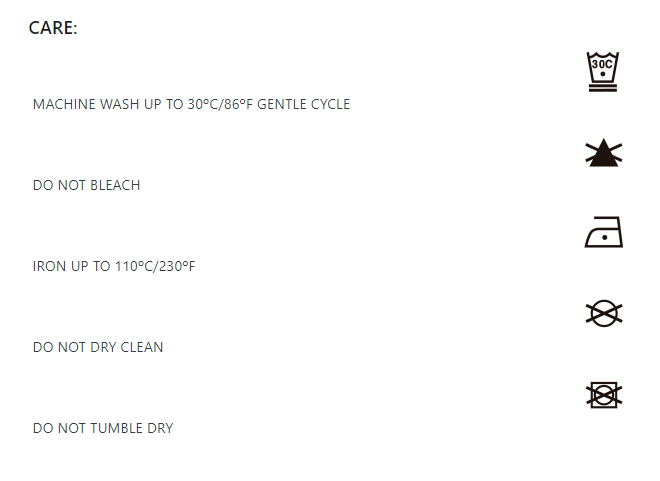 CARE:
30C
MACHINE WASH UP TO 30ºC/86ºF GENTLE CYCLE
DO NOT BLEACH
IRON UP TO 110ºC/230ºF
DO NOT DRY CLEAN
DO NOT TUMBLE DRY